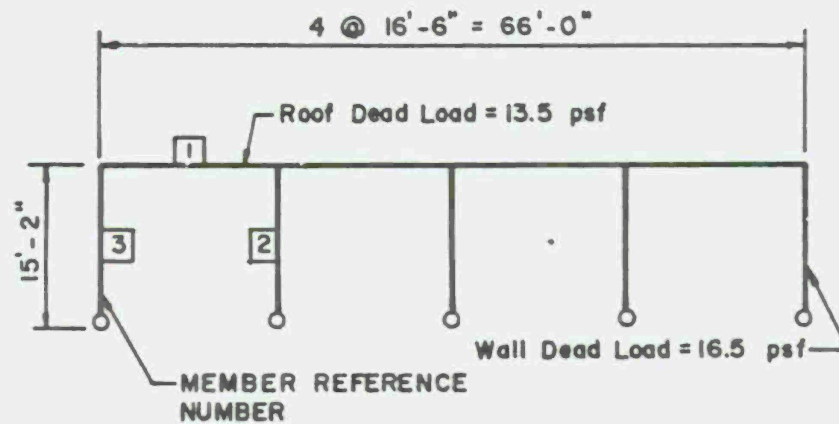 4 @ 16'-6" = 66'-0"
Roof Dead Load = 13.5 psf
1
15'-2"
3
2
Wall Dead Load = 16.5 psf
MEMBER REFERENCE
NUMBER